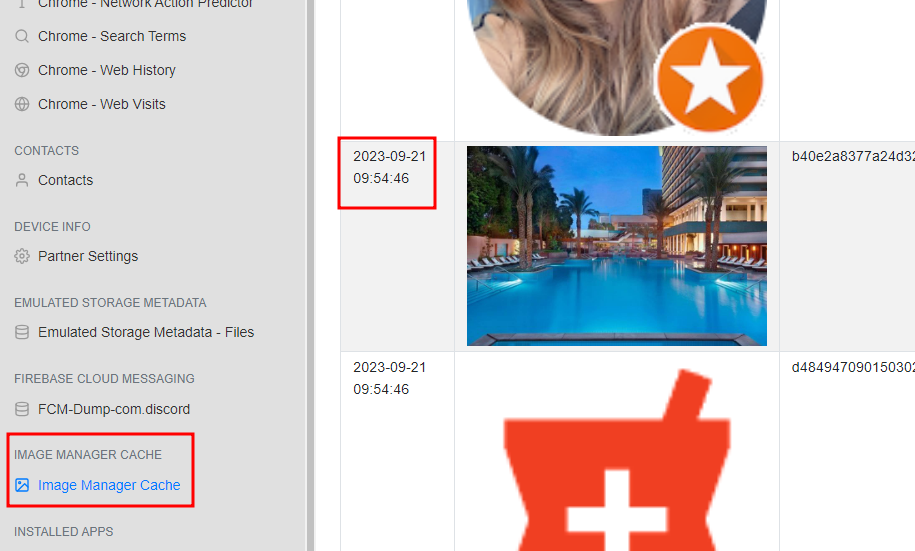 Chrome - Network Action Predictor
Chrome - Search Terms
Chrome - Web History
Chrome - Web Visits
CONTACTS
Contacts
DEVICE INFO
Partner Settings
EMULATED STORAGE METADATA
Emulated Storage Metadata - Files
FIREBASE CLOUD MESSAGING
FCM-Dump-com.discord
IMAGE MANAGER CACHE
Image Manager Cache
INSTALLED APPS
2023-09-21
09:54:46
b40e2a8377a24d32
2023-09-21
09:54:46
d484947090150302